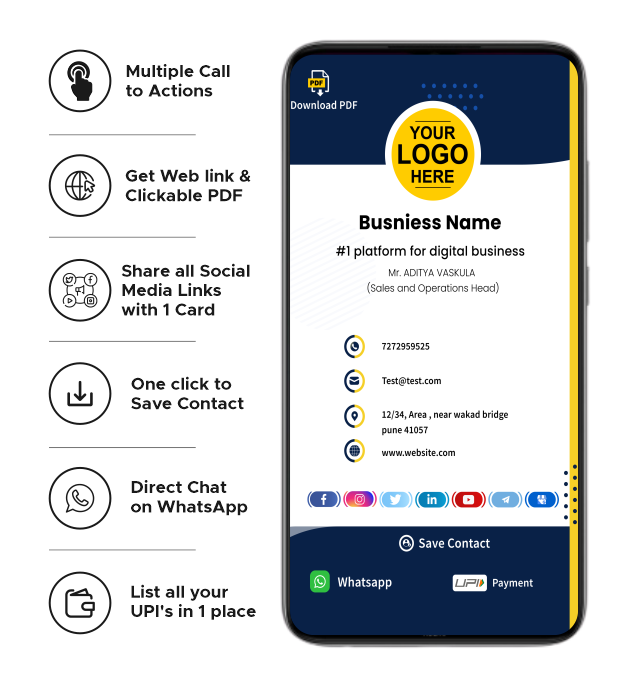 Multiple Call
to Actions
Get Web link &
Clickable PDF
Share all Social
Media Links
with 1 Card
One click to
Save Contact
Direct Chat
on WhatsApp
List all your
UPI's in 1 place
PDF
Download PDF
YOUR
LOGO
HERE
Busniess Name
#1 platform for digital business
Mr. ADITYA VASKULA
(Sales and Operations Head)
7272959525
Test@test.com
12/34, Area , near wakad bridge
pune 41057
www.website.com
Save Contact
Whatsapp
UPI Payment